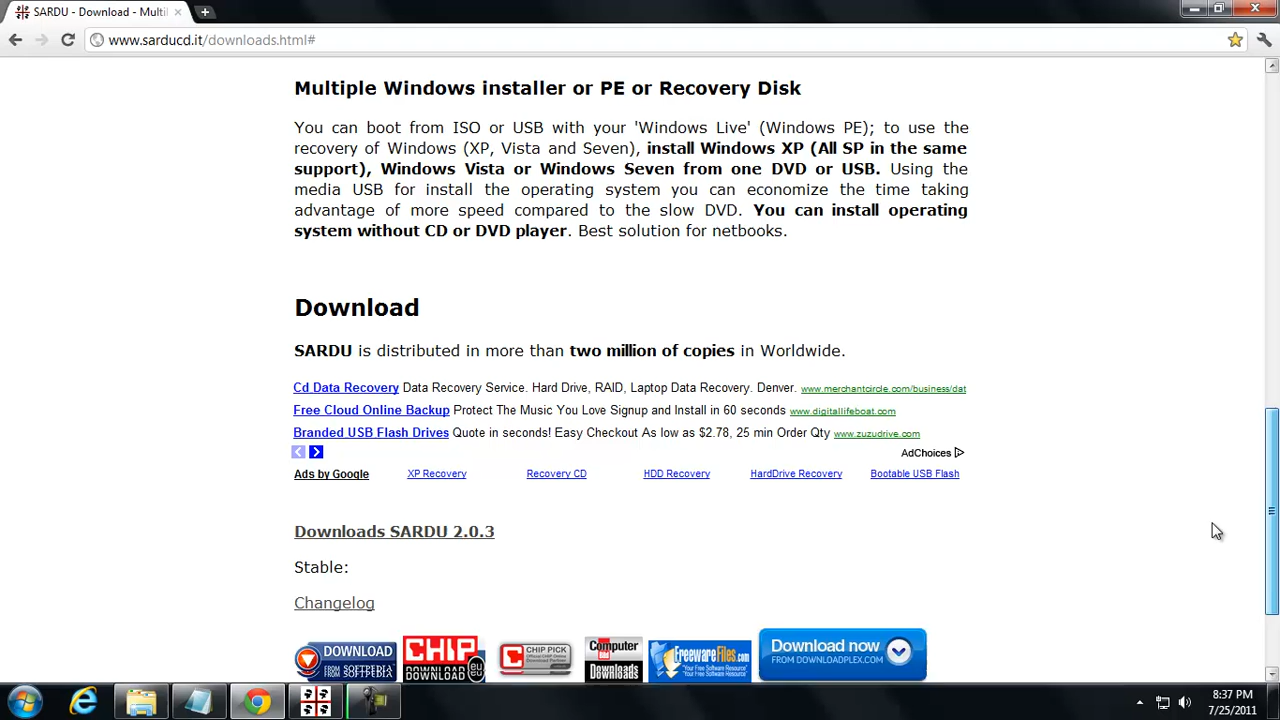 SARDU - Download - Multil
www.sarducd.it/downloads.html#
Multiple Windows installer or PE or Recovery Disk
You can boot from ISO or USB with your 'Windows Live' (Windows PE); to use the
recovery of Windows (XP, Vista and Seven), install Windows XP (All SP in the same
support), Windows Vista or Windows Seven from one DVD or USB. Using the
media USB for install the operating system you can economize the time taking
advantage of more speed compared to the slow DVD. You can install operating
system without CD or DVD player. Best solution for netbooks.
Download
SARDU is distributed in more than two million of copies in Worldwide.
Cd Data Recovery Data Recovery Service. Hard Drive, RAID, Laptop Data Recovery. Denver. www.merchantcircle.com/business/dat
Free Cloud Online Backup Protect The Music You Love Signup and Install in 60 seconds www.digitallifeboat.com
Branded USB Flash Drives Quote in seconds! Easy Checkout As low as $2.78, 25 min Order Qty www.zuzudrive.com
AdChoices
Ads by Google XP Recovery Recovery CD HDD Recovery HardDrive Recovery Bootable USB Flash
Downloads SARDU 2.0.3
Stable:
Changelog
DOWNLOAD
FROM SOFTPEDIA
CHIP
DOWNLOAD eu
CHIP PICK
Computer
Downloads
FreewareFiles.com
"Your Free Software Resource"
Download now
FROM DOWNLOADPLEX.COM
8:37 PM
7/25/2011